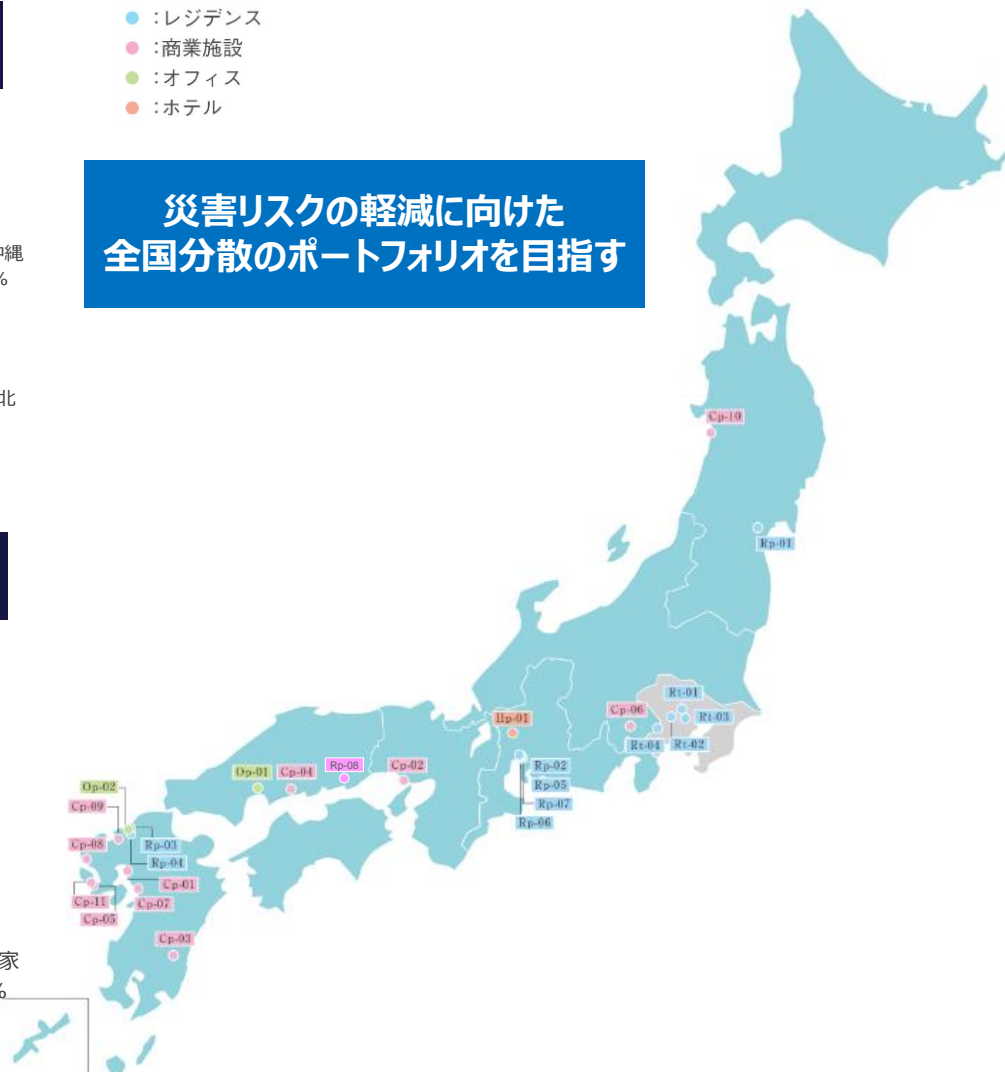 ：レジデンス
：商業施設
：オフィス
：ホテル
災害リスクの軽減に向けた
全国分散のポートフォリオを目指す
縄
%
北
家
%
Cp-10
Rp-01
Rt-01
Cp-06
Rt-03
Rt-04
Rt-02
Hp-01
Rp-02
Rp-05
Rp-07
Rp-06
Op-01
Cp-04
Rp-08
Cp-02
Op-02
Cp-09
Cp-08
Rp-03
Rp-04
Cp-01
Cp-11
Cp-07
Cp-05
Cp-03